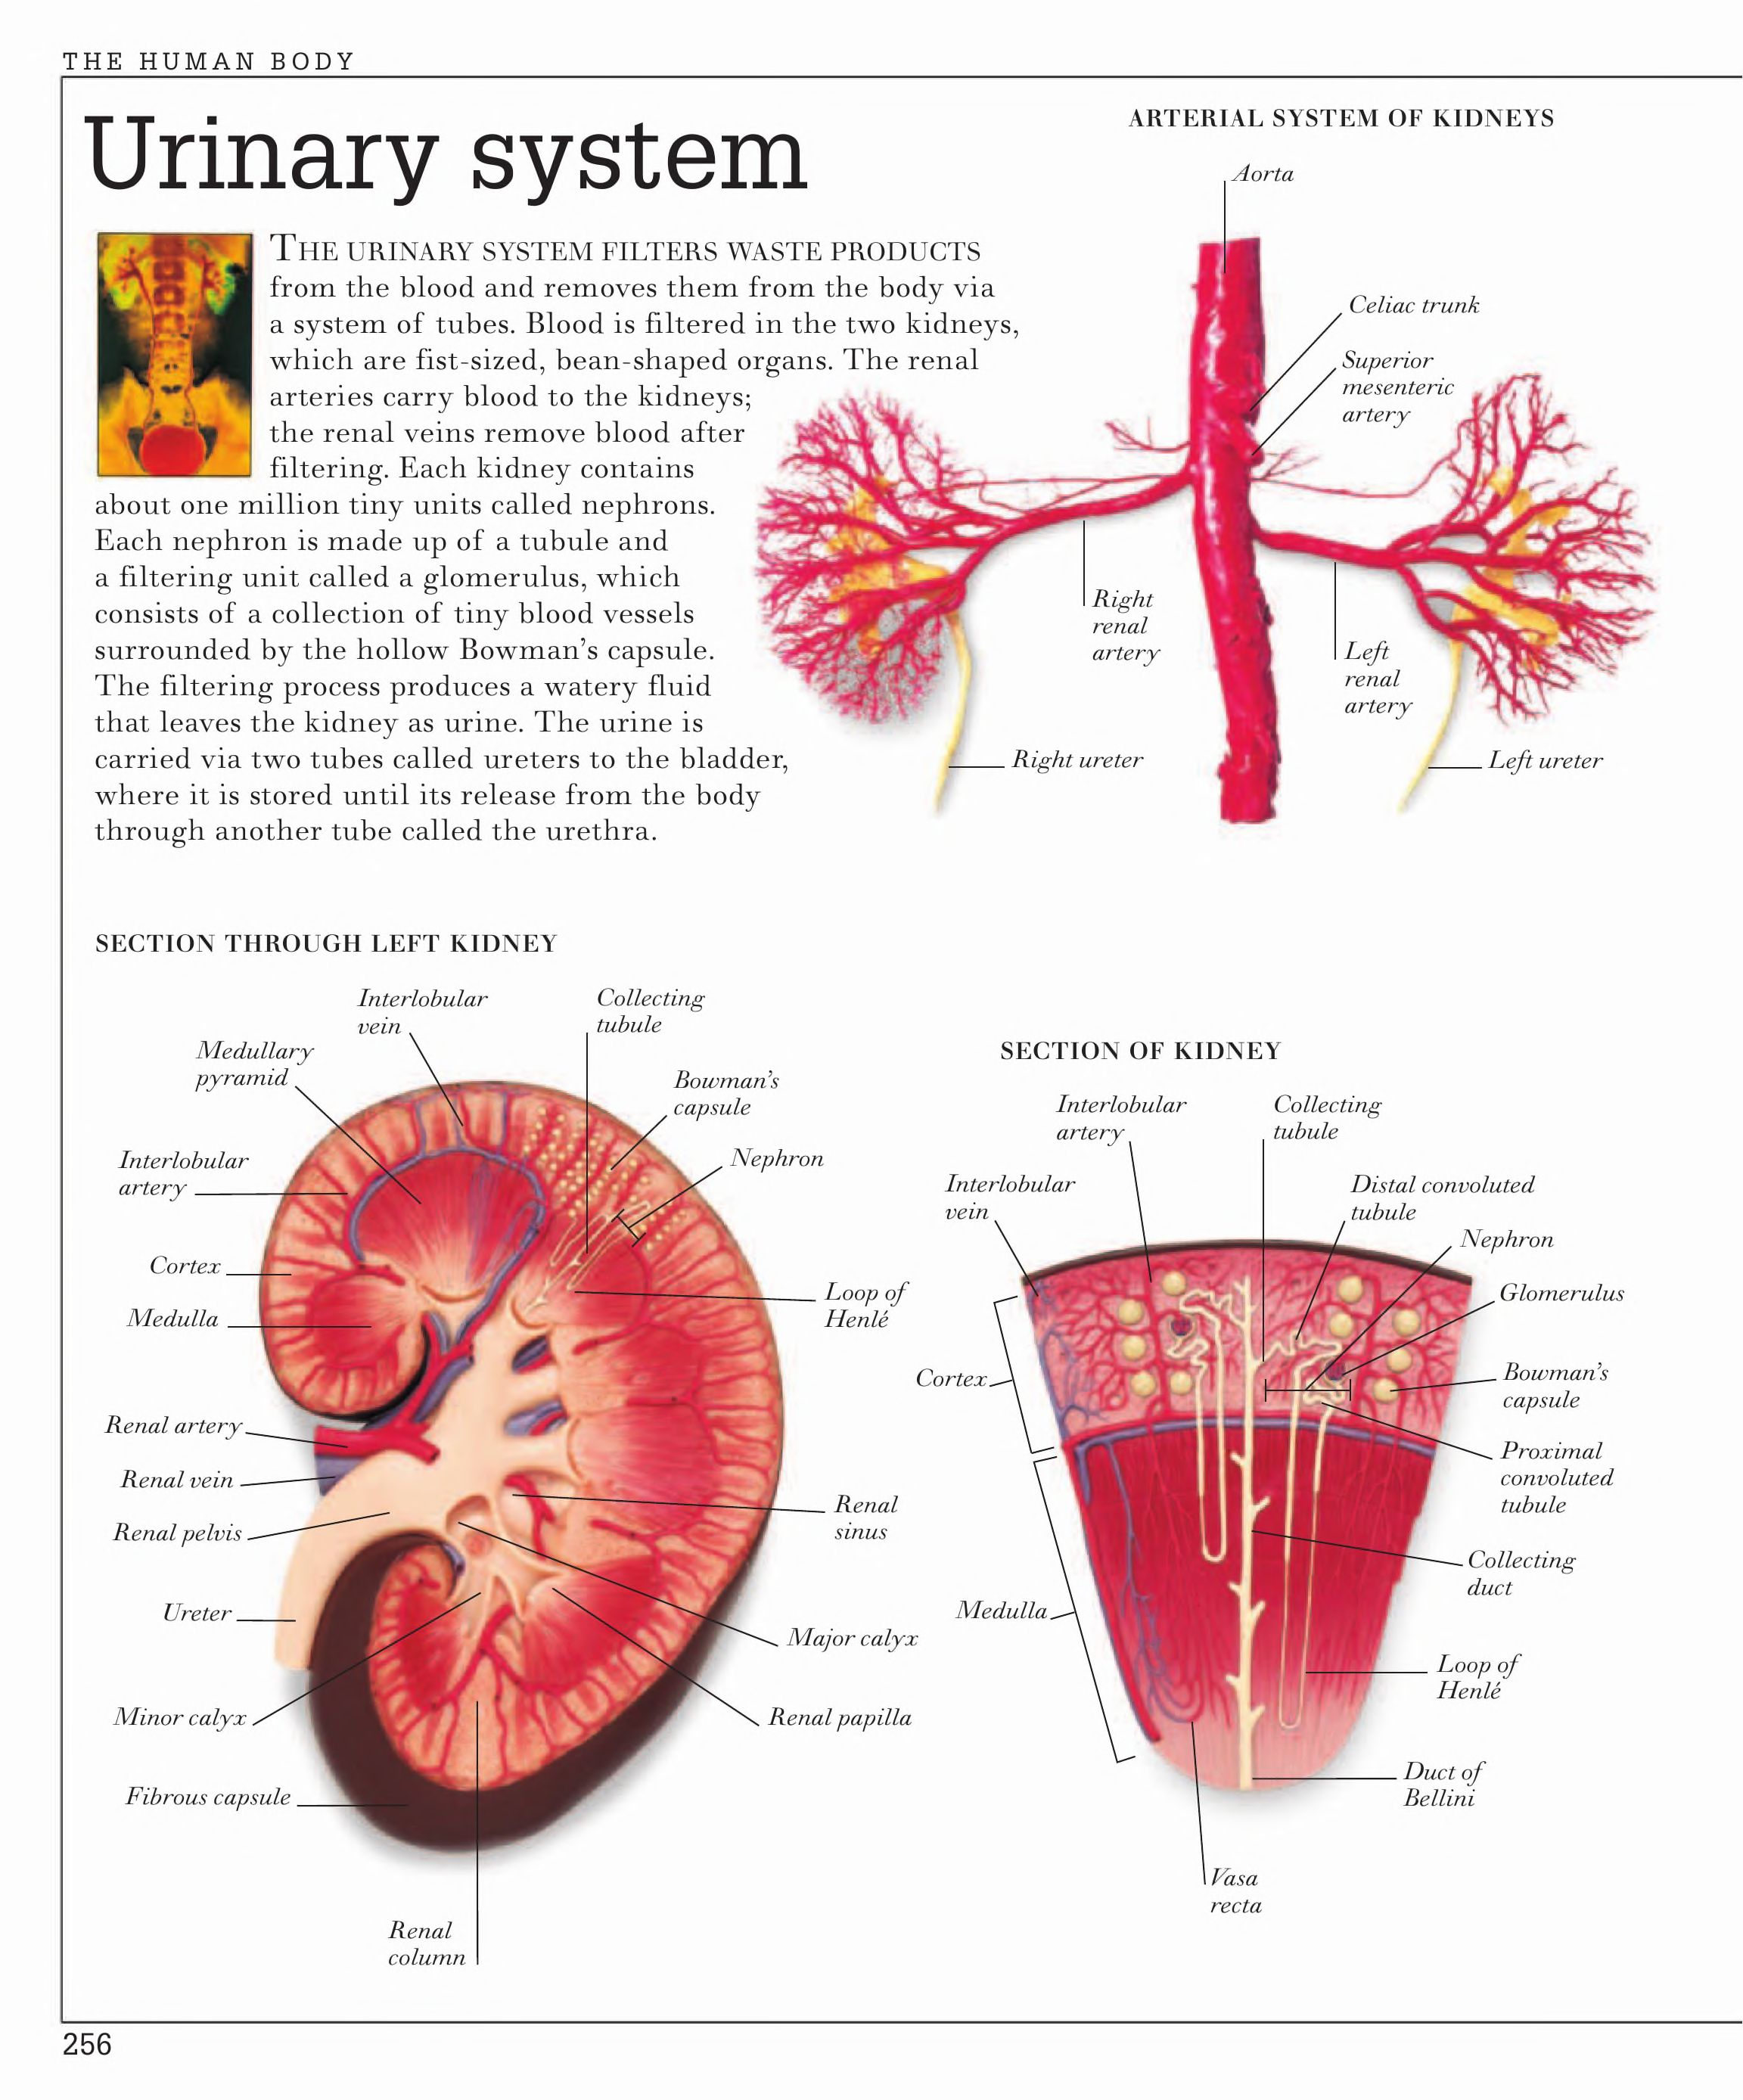 THE HUMAN BODY
Urinary system
THE URINARY SYSTEM FILTERS WASTE PRODUCTS
from the blood and removes them from the body via
a system of tubes. Blood is filtered in the two kidneys,
which are fist-sized, bean-shaped organs. The renal
arteries carry blood to the kidneys;
the renal veins remove blood after
filtering. Each kidney contains
about one million tiny units called nephrons.
Each nephron is made up of a tubule and
a filtering unit called a glomerulus, which
consists of a collection of tiny blood vessels
surrounded by the hollow Bowman's capsule.
The filtering process produces a watery fluid
that leaves the kidney as urine. The urine is
carried via two tubes called ureters to the bladder,
where it is stored until its release from the body
through another tube called the urethra.
ARTERIAL SYSTEM OF KIDNEYS
Aorta
Celiac trunk
Superior
mesenteric
artery
Right
renal
artery
Left
renal
artery
Right ureter
Left ureter
SECTION THROUGH LEFT KIDNEY
Interlobular
vein
Collecting
tubule
Medullary
pyramid
Bowman's
capsule
Nephron
Interlobular
artery
Cortex
Medulla
Loop of
Henlé
Renal artery
Renal vein
Renal pelvis
Renal
sinus
Ureter
Major calyx
Minor calyx
Renal papilla
Fibrous capsule
Renal
column
SECTION OF KIDNEY
Interlobular
artery
Collecting
tubule
Interlobular
vein
Distal convoluted
tubule
Nephron
Glomerulus
Cortex
Bowman's
capsule
Proximal
convoluted
tubule
Collecting
duct
Medulla
Loop of
Henlé
Duct of
Bellini
Vasa
recta
256